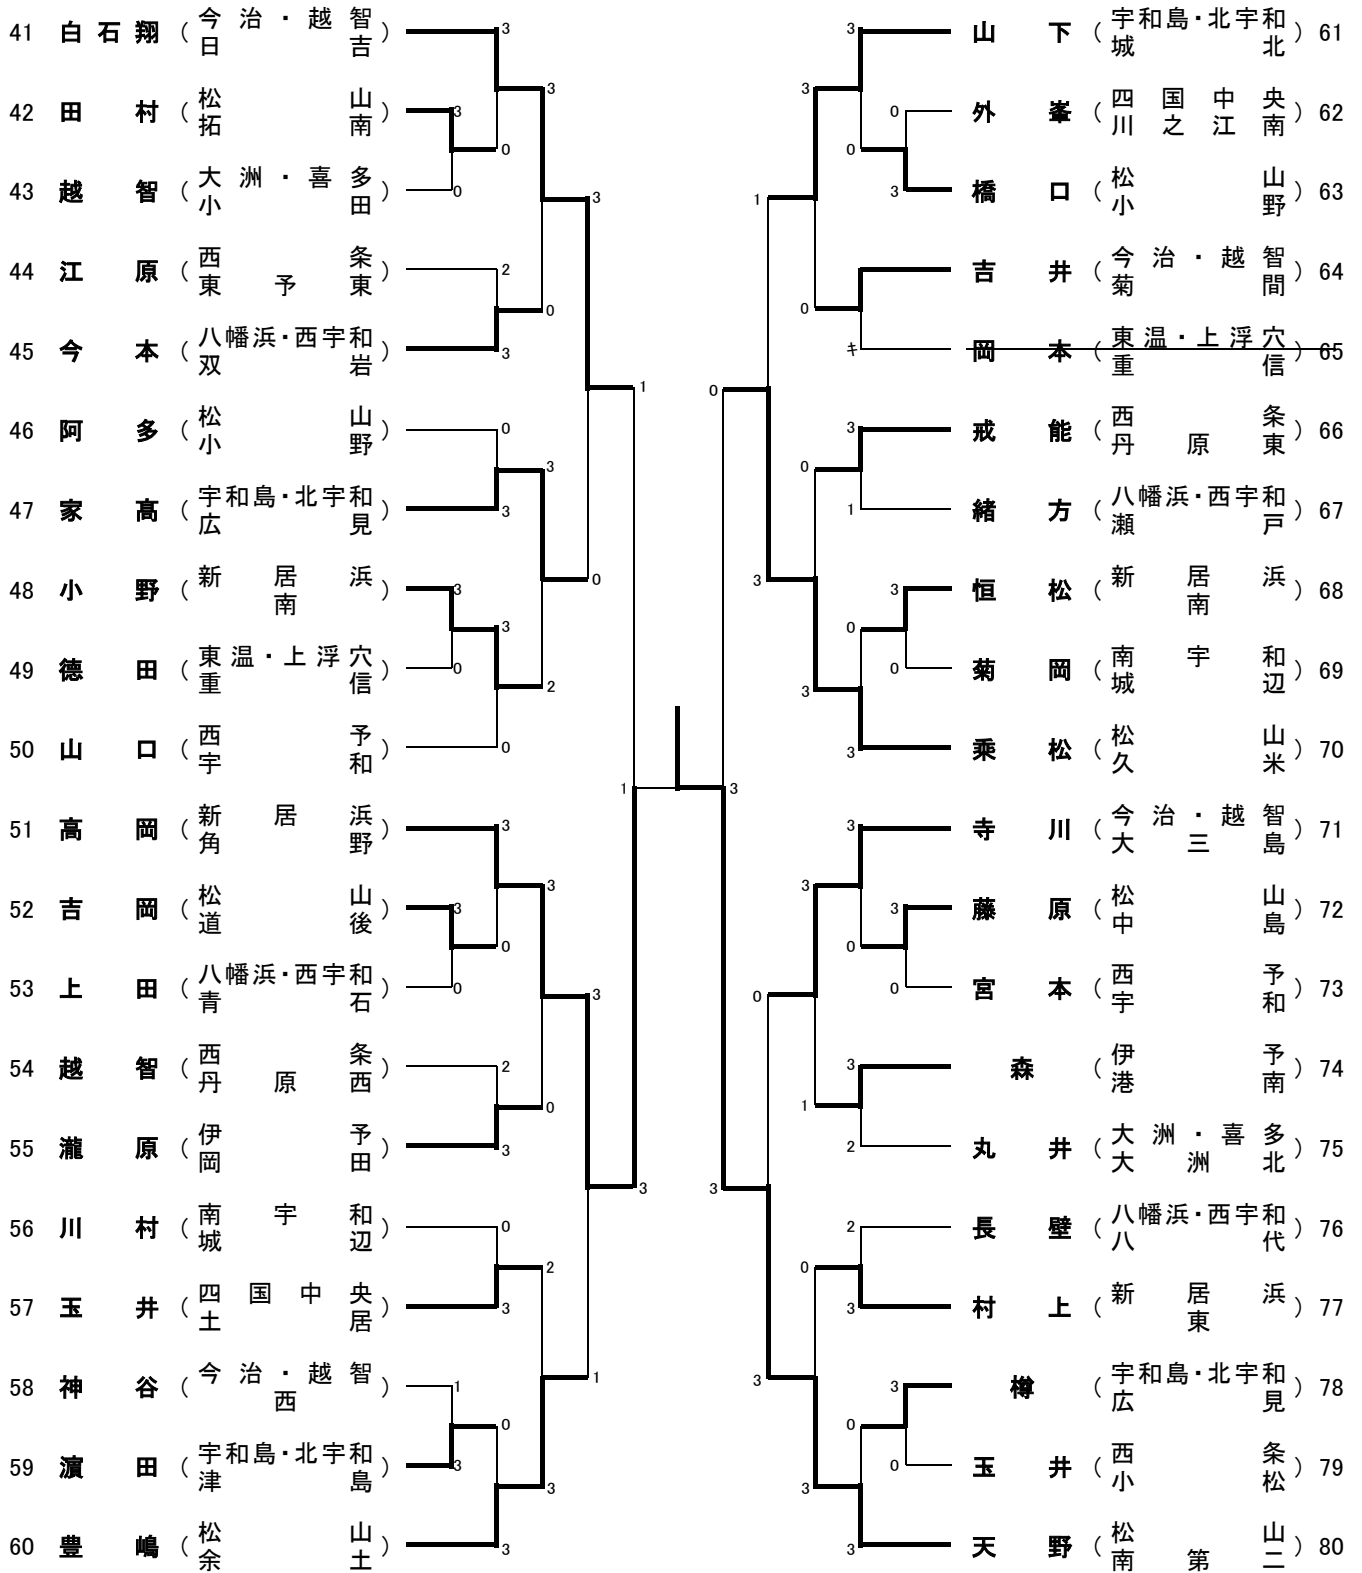 41 白石翔 ( 今治・越智 日吉 ) 3
3
42 田村 ( 松山 拓南 ) 3
0
43 越智 ( 大洲・喜多 小田 ) 0
3
44 江原 ( 西条 東予東 ) 2
0
45 今本 ( 八幡浜・西宇和 双岩 ) 3
1
46 阿多 ( 松山 小野 ) 0
3
47 家高 ( 宇和島・北宇和 広見 ) 3
0
48 小野 ( 新居浜 南 ) 3
3
49 德田 ( 東温・上浮穴 重信 ) 0
2
50 山口 ( 西予 宇和 ) 0
1
51 高岡 ( 新居浜 角野 ) 3
3
52 吉岡 ( 松山 道後 ) 3
0
53 上田 ( 八幡浜・西宇和 青石 ) 0
3
54 越智 ( 西条 丹原西 ) 2
0
55 瀧原 ( 伊予 岡田 ) 3
3
56 川村 ( 南宇和 城辺 ) 0
2
57 玉井 ( 四国中央 土居 ) 3
1
58 神谷 ( 今治・越智 西 ) 1
0
59 濵田 ( 宇和島・北宇和 津島 ) 3
3
60 豊嶋 ( 松山 余土 ) 3
3 山下 ( 宇和島・北宇和 城北 ) 61
3
0 外峯 ( 四国中央 川之江南 ) 62
0
3 橋口 ( 松山 小野 ) 63
1
吉井 ( 今治・越智 菊間 ) 64
0
キ 岡本 ( 東温・上浮穴 重信 ) 65
0
3 戒能 ( 西条 丹原東 ) 66
0
1 緒方 ( 八幡浜・西宇和 瀬戸 ) 67
3
3 恒松 ( 新居浜 南 ) 68
0
0 菊岡 ( 南宇和 城辺 ) 69
3
3 乗松 ( 松山 久米 ) 70
3
3 寺川 ( 今治・越智 大三島 ) 71
3
3 藤原 ( 松山 中島 ) 72
0
0 宮本 ( 西予 宇和 ) 73
0
3 森 ( 伊予 港南 ) 74
1
2 丸井 ( 大洲・喜多 大洲北 ) 75
3
2 長壁 ( 八幡浜・西宇和 八代 ) 76
0
3 村上 ( 新居浜 東 ) 77
3
3 樽 ( 宇和島・北宇和 広見 ) 78
0
0 玉井 ( 西条 小松 ) 79
3
3 天野 ( 松山 南第二 ) 80